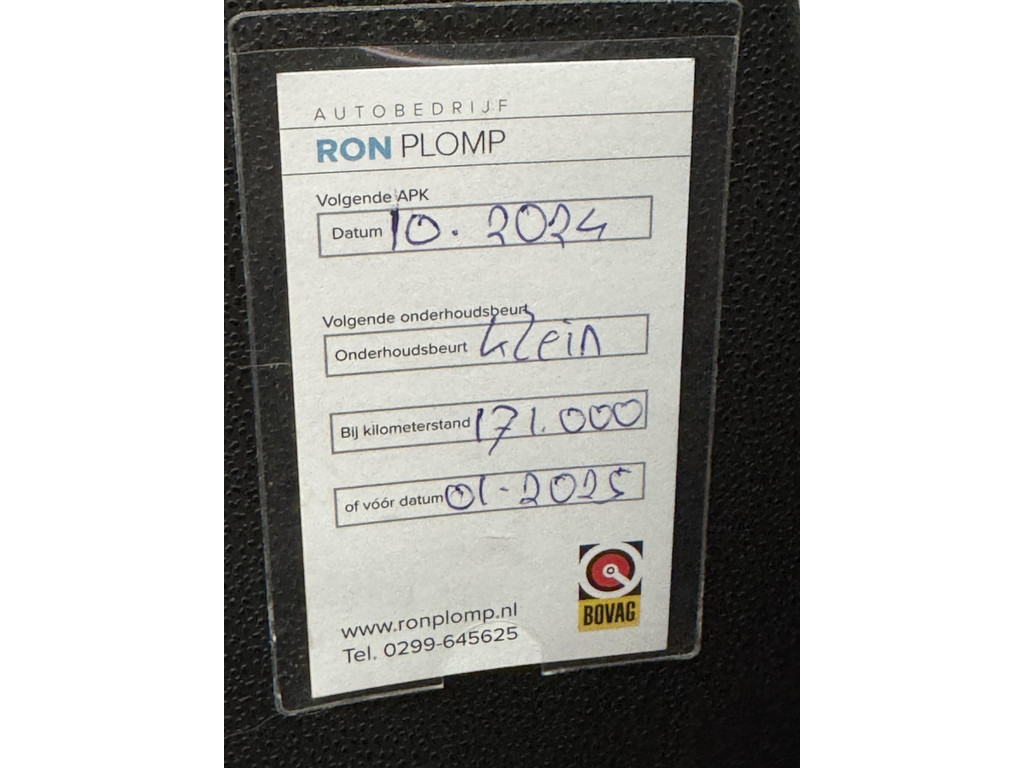 AUTOBEDRIJF
RON PLOMP
Volgende APK
Datum 10. 2024
Volgende onderhoudsbeurt
Onderhoudsbeurt klein
Bij kilometerstand 171.000
of vóór datum 01-2025
BOVAG
www.ronplomp.nl
Tel. 0299-645625